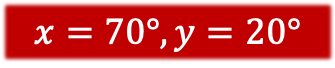 x = 70°, y = 20°